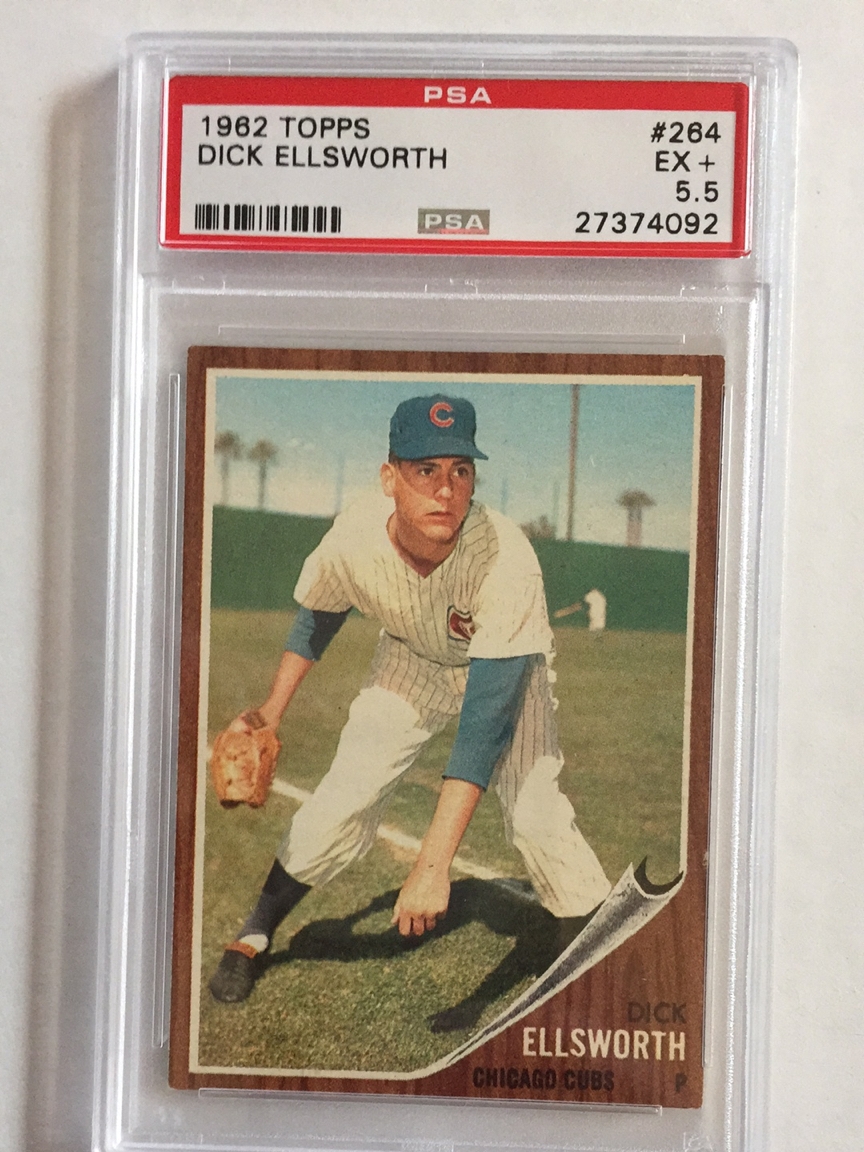 PSA
1962 TOPPS #264
DICK ELLSWORTH EX +
5.5
PSA 27374092
C
DICK
ELLSWORTH
CHICAGO CUBS P